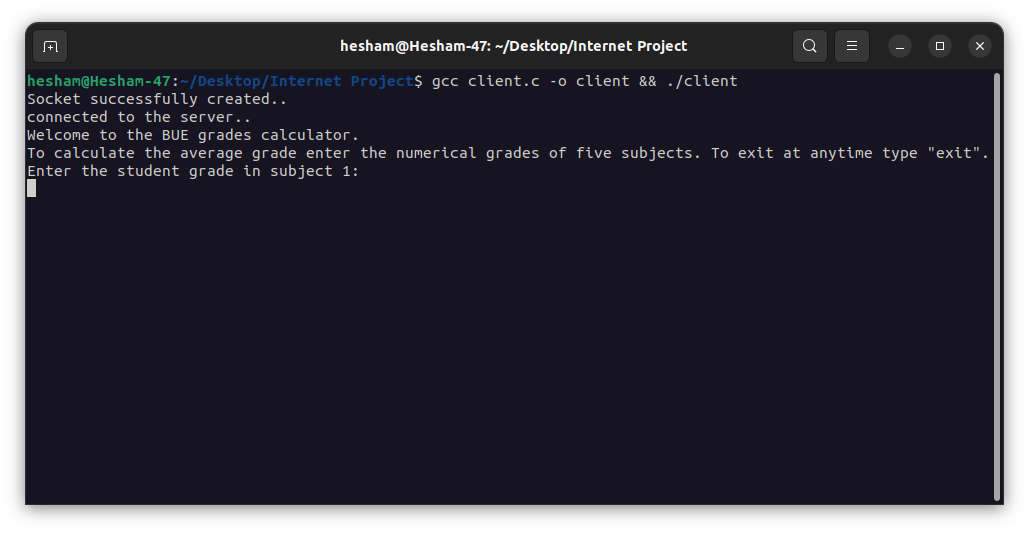 hesham@Hesham-47: ~/Desktop/Internet Project
hesham@Hesham-47:~/Desktop/Internet Project$ gcc client.c -o client && ./client
Socket successfully created..
connected to the server..
Welcome to the BUE grades calculator.
To calculate the average grade enter the numerical grades of five subjects. To exit at anytime type "exit".
Enter the student grade in subject 1: